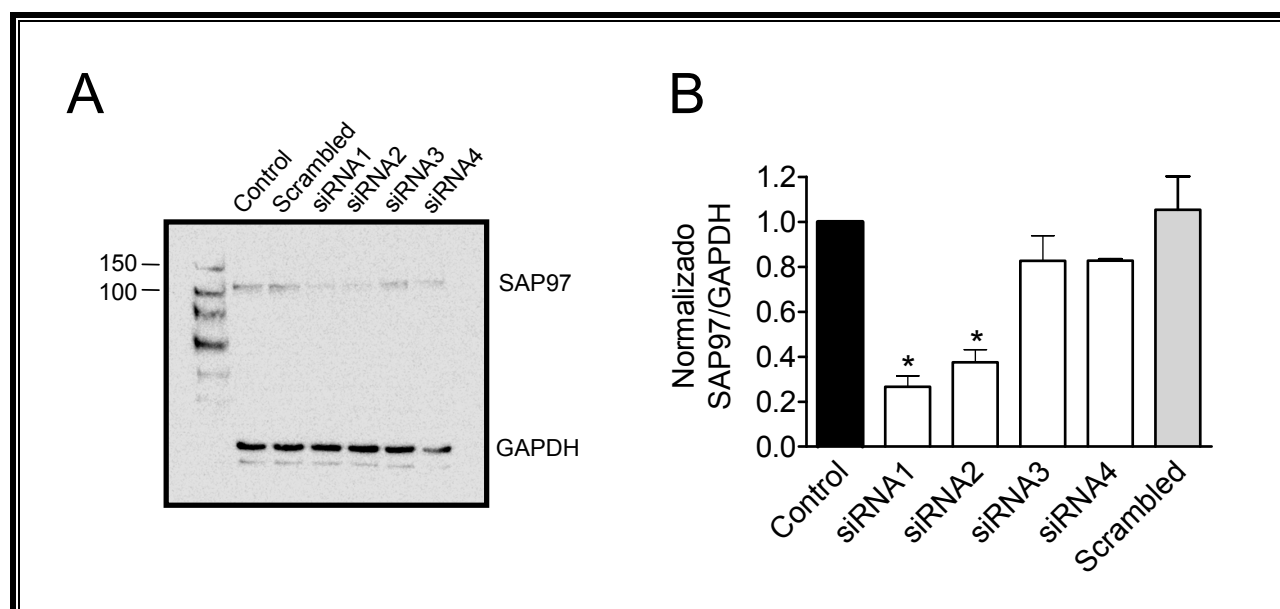 A
Control
Scrambled
siRNA1
siRNA2
siRNA3
siRNA4
150
100
SAP97
GAPDH
B
Normalizado
SAP97/GAPDH
1.2
1.0
0.8
0.6
0.4
0.2
0.0
*
*
Control
siRNA1
siRNA2
siRNA3
siRNA4
Scrambled